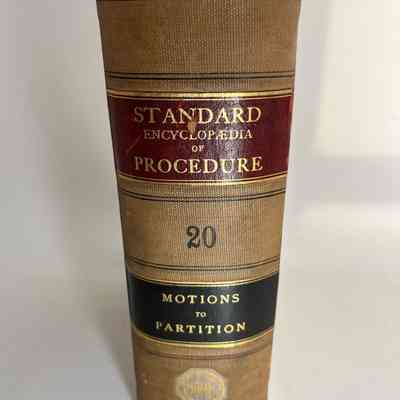 STANDARD
ENCYCLOPÆDIA
OF
PROCEDURE
20
MOTIONS
TO
PARTITION